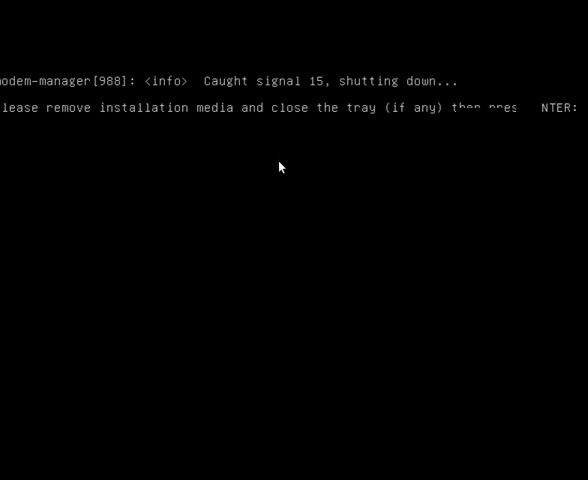 odem-manager[988]: <info>  Caught signal 15, shutting down...
lease remove installation media and close the tray (if any) then pres NTER: